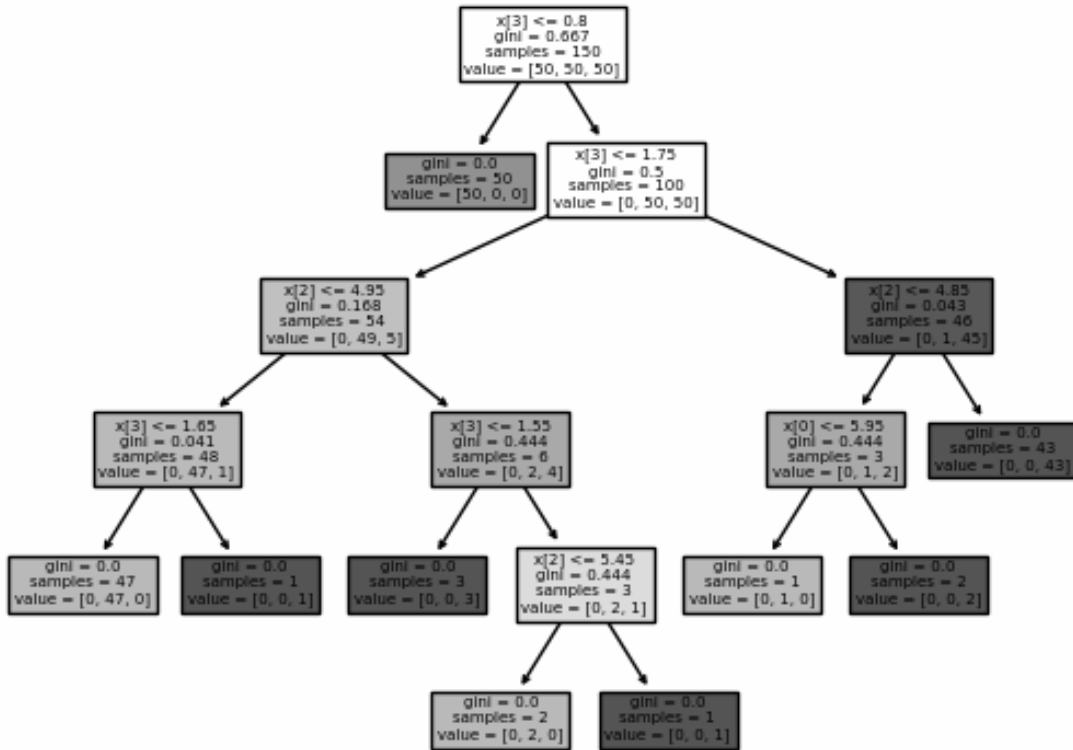 x[3] <= 0.8
gini = 0.667
samples = 150
value = [50, 50, 50]
gini = 0.0
samples = 50
value = [50, 0, 0]
x[3] <= 1.75
gini = 0.5
samples = 100
value = [0, 50, 50]
x[2] <= 4.95
gini = 0.168
samples = 54
value = [0, 49, 5]
x[2] <= 4.85
gini = 0.043
samples = 46
value = [0, 1, 45]
x[3] <= 1.65
gini = 0.041
samples = 48
value = [0, 47, 1]
x[3] <= 1.55
gini = 0.444
samples = 6
value = [0, 2, 4]
x[0] <= 5.95
gini = 0.444
samples = 3
value = [0, 1, 2]
gini = 0.0
samples = 43
value = [0, 0, 43]
gini = 0.0
samples = 47
value = [0, 47, 0]
gini = 0.0
samples = 1
value = [0, 0, 1]
gini = 0.0
samples = 3
value = [0, 0, 3]
x[2] <= 5.45
gini = 0.444
samples = 3
value = [0, 2, 1]
gini = 0.0
samples = 1
value = [0, 1, 0]
gini = 0.0
samples = 2
value = [0, 0, 2]
gini = 0.0
samples = 2
value = [0, 2, 0]
gini = 0.0
samples = 1
value = [0, 0, 1]